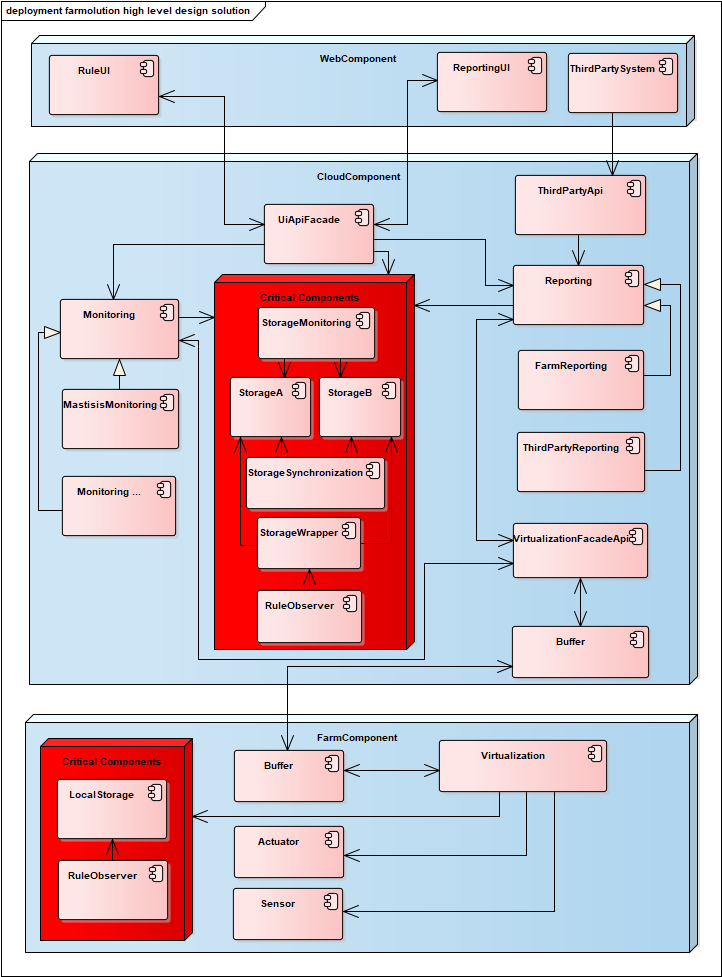 deployment farmolution high level design solution
WebComponent
RuleUI
ReportingUI
ThirdPartySystem
CloudComponent
ThirdPartyApi
UiApiFacade
Reporting
Critical Components
Monitoring
StorageMonitoring
FarmReporting
StorageA
StorageB
MastisisMonitoring
ThirdPartyReporting
StorageSynchronization
Monitoring ...
StorageWrapper
VirtualizationFacadeApi
RuleObserver
Buffer
FarmComponent
Critical Components
Buffer
Virtualization
LocalStorage
Actuator
RuleObserver
Sensor